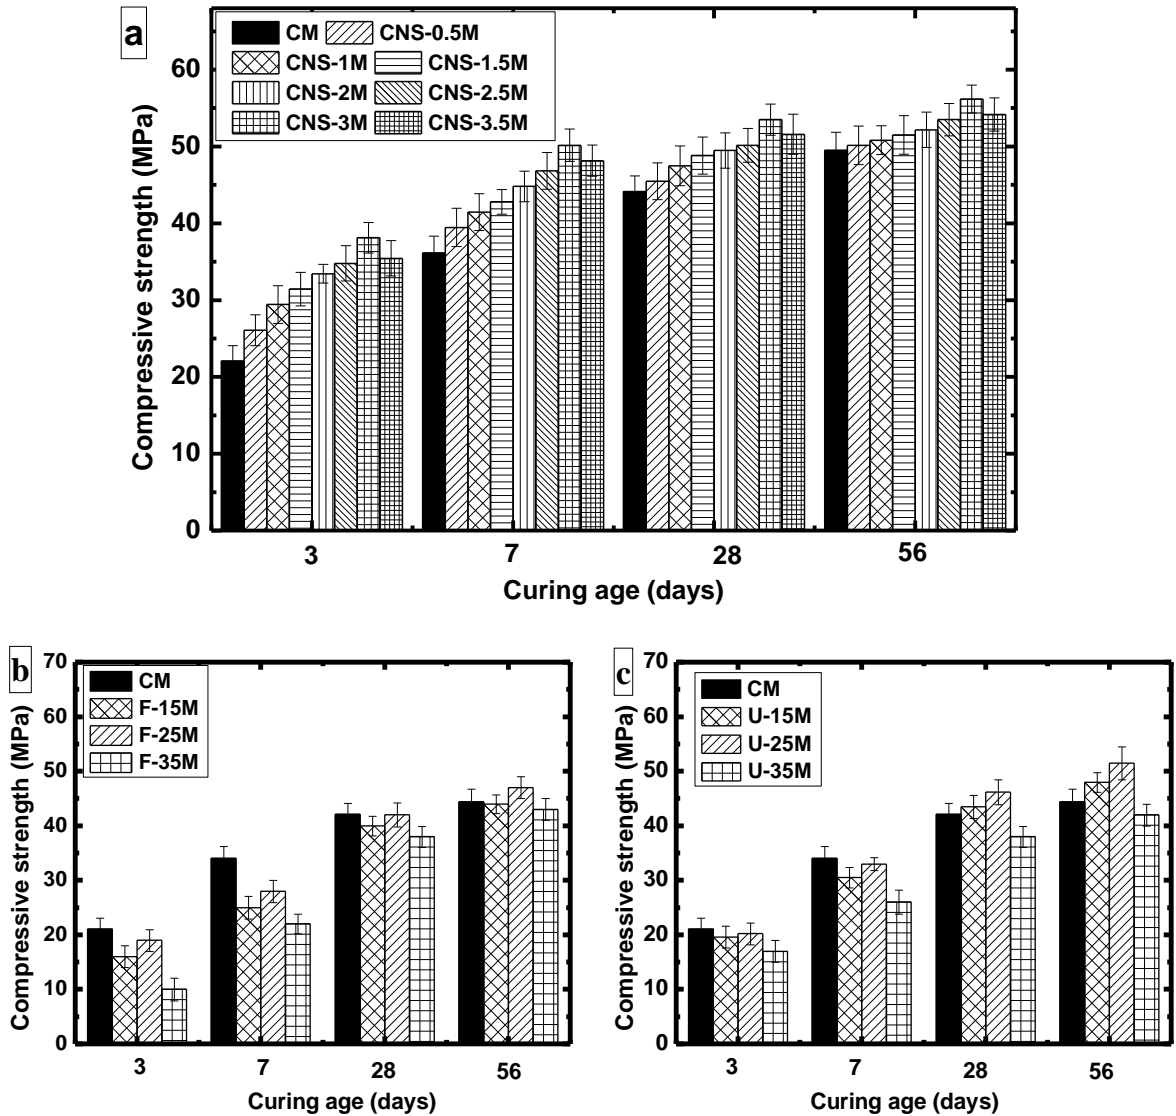 a
CM CNS-0.5M
CNS-1M CNS-1.5M
CNS-2M CNS-2.5M
CNS-3M CNS-3.5M
60
50
40
30
20
10
0
Compressive strength (MPa)
3 7 28 56
Curing age (days)
b
CM
F-15M
F-25M
F-35M
70
60
50
40
30
20
10
0
Compressive strength (MPa)
3 7 28 56
Curing age (days)
c
CM
U-15M
U-25M
U-35M
70
60
50
40
30
20
10
0
Compressive strength (MPa)
3 7 28 56
Curing age (days)